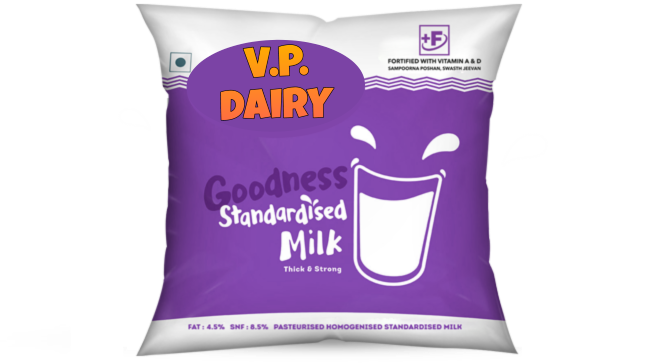 V.P.
DAIRY
+F
FORTIFIED WITH VITAMIN A & D
SAMPOORNA POSHAN, SWASTH JEEVAN
Goodness
Standardised
Milk
Thick & Strong
FAT : 4.5% SNF : 8.5% PASTEURISED HOMOGENISED STANDARDISED MILK